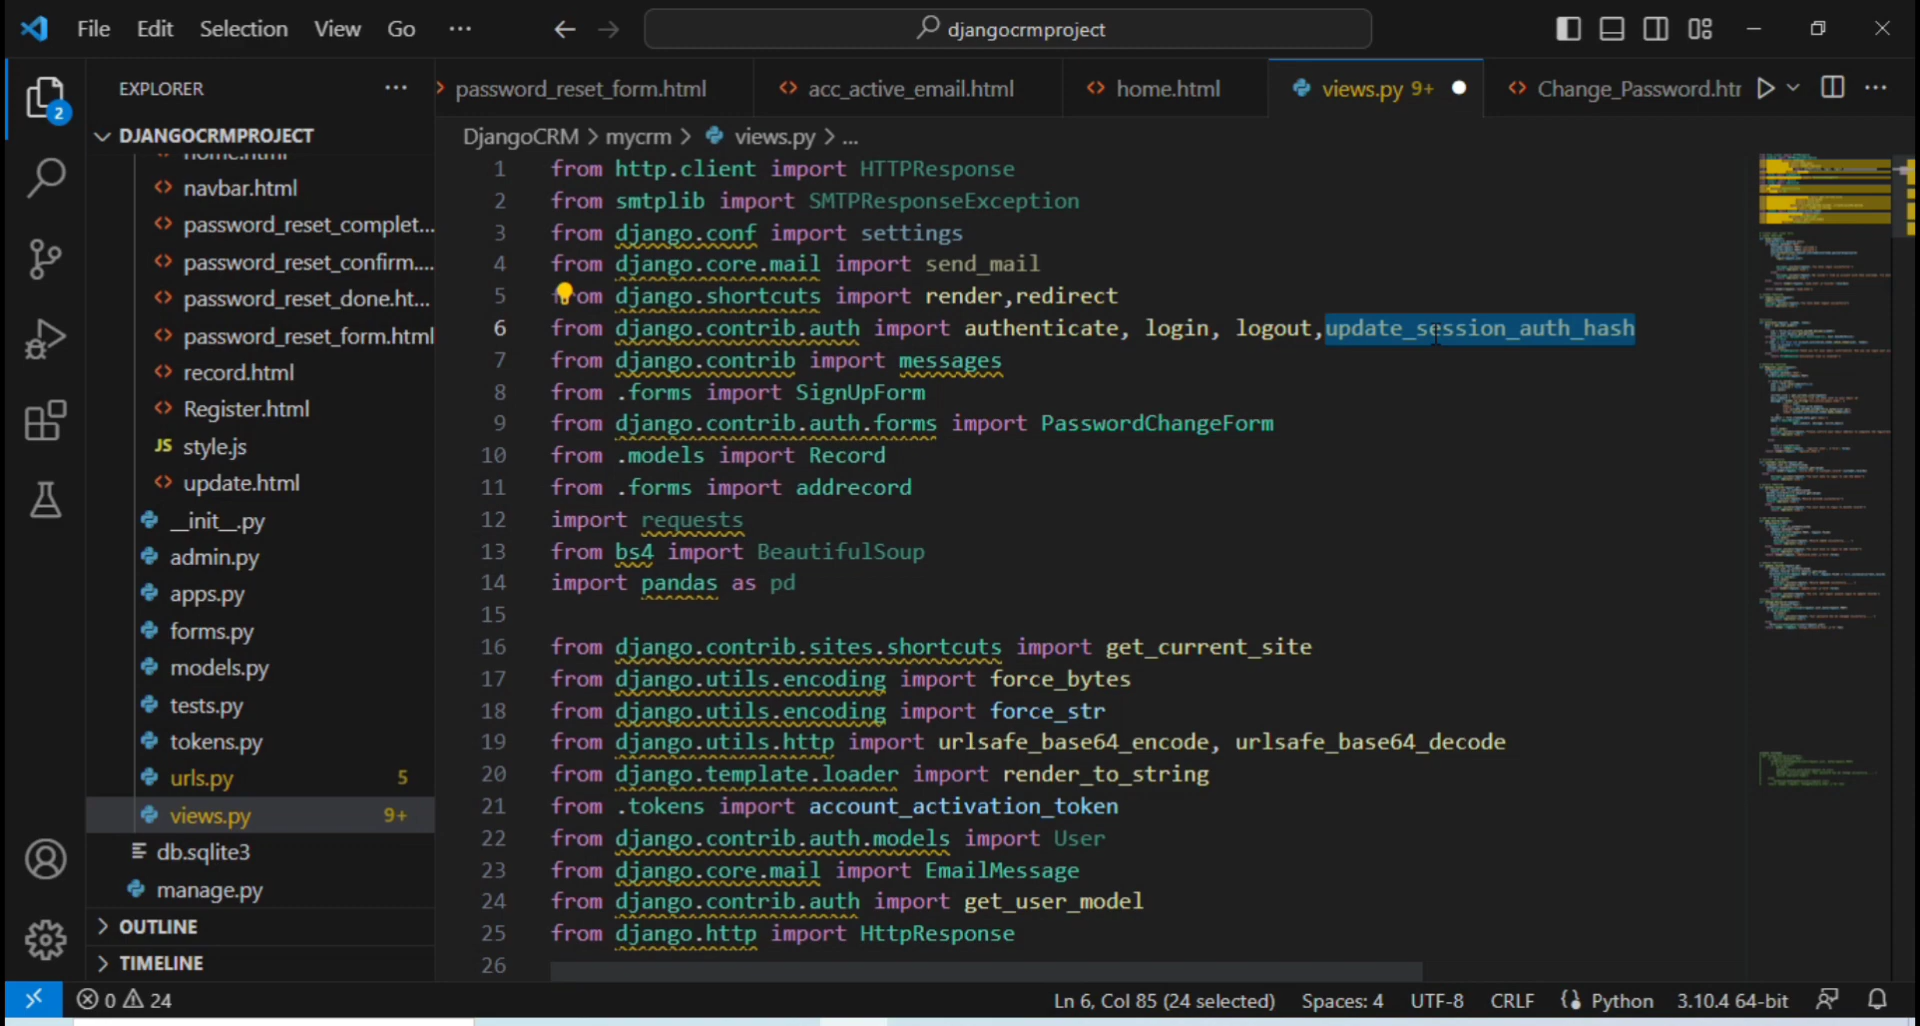 File Edit Selection View Go ··· djangocrmproject
EXPLORER ···
password_reset_form.html acc_active_email.html home.html views.py 9+ Change_Password.htr
DJANGOCRMPROJECT
DjangoCRM > mycrm > views.py > ...
home.html
navbar.html
password_reset_complet...
password_reset_confirm....
password_reset_done.ht...
password_reset_form.html
record.html
Register.html
JS style.js
update.html
__init__.py
admin.py
apps.py
forms.py
models.py
tests.py
tokens.py
urls.py 5
views.py 9+
db.sqlite3
manage.py
OUTLINE
TIMELINE
2
1 from http.client import HTTPResponse
2 from smtplib import SMTPResponseException
3 from django.conf import settings
4 from django.core.mail import send_mail
5 from django.shortcuts import render,redirect
6 from django.contrib.auth import authenticate, login, logout,update_session_auth_hash
7 from django.contrib import messages
8 from .forms import SignUpForm
9 from django.contrib.auth.forms import PasswordChangeForm
10 from .models import Record
11 from .forms import addrecord
12 import requests
13 from bs4 import BeautifulSoup
14 import pandas as pd
15
16 from django.contrib.sites.shortcuts import get_current_site
17 from django.utils.encoding import force_bytes
18 from django.utils.encoding import force_str
19 from django.utils.http import urlsafe_base64_encode, urlsafe_base64_decode
20 from django.template.loader import render_to_string
21 from .tokens import account_activation_token
22 from django.contrib.auth.models import User
23 from django.core.mail import EmailMessage
24 from django.contrib.auth import get_user_model
25 from django.http import HttpResponse
26
0 24 Ln 6, Col 85 (24 selected) Spaces: 4 UTF-8 CRLF Python 3.10.4 64-bit